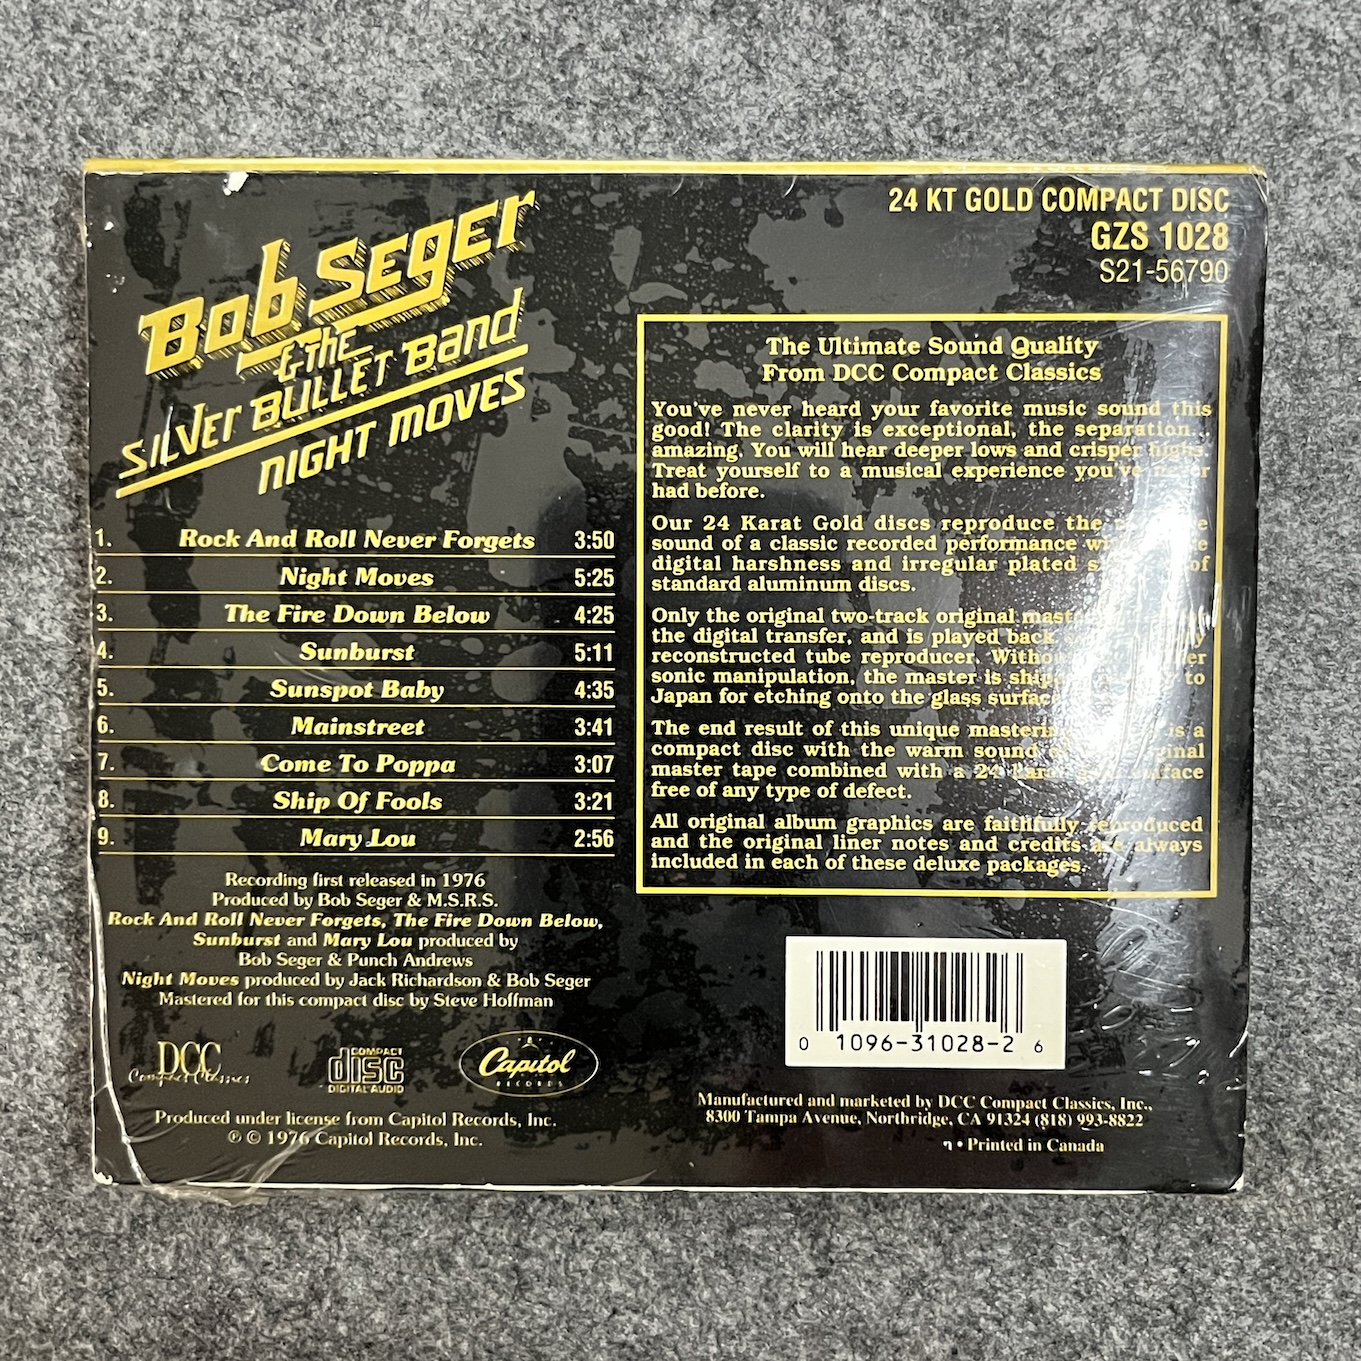 Bob Seger
& The
Silver Bullet Band
Night Moves
24 KT GOLD COMPACT DISC
GZS 1028
S21-56790
1. Rock And Roll Never Forgets 3:50
2. Night Moves 5:25
3. The Fire Down Below 4:25
4. Sunburst 5:11
5. Sunspot Baby 4:35
6. Mainstreet 3:41
7. Come To Poppa 3:07
8. Ship Of Fools 3:21
9. Mary Lou 2:56
Recording first released in 1976
Produced by Bob Seger & M.S.R.S.
Rock And Roll Never Forgets, The Fire Down Below,
Sunburst and Mary Lou produced by
Bob Seger & Punch Andrews
Night Moves produced by Jack Richardson & Bob Seger
Mastered for this compact disc by Steve Hoffman
DCC
Compact Classics
COMPACT
disc
DIGITAL AUDIO
Capitol
RECORDS
Produced under license from Capitol Records, Inc.
℗ © 1976 Capitol Records, Inc.
The Ultimate Sound Quality
From DCC Compact Classics
You've never heard your favorite music sound this
good! The clarity is exceptional, the separation...
amazing. You will hear deeper lows and crisper highs.
Treat yourself to a musical experience you've never
had before.
Our 24 Karat Gold discs reproduce the
sound of a classic recorded performance
digital harshness and irregular plated of
standard aluminum discs.
Only the original two-track original
the digital transfer, and is played back
reconstructed tube reproducer.
sonic manipulation, the master is to
Japan for etching onto the glass
The end result of this unique is a
compact disc with the warm sound
master tape combined with a 24 surface
free of any type of defect.
All original album graphics are faithfully reproduced
and the original liner notes and credits are always
included in each of these deluxe packages.
0 1096-31028-2 6
Manufactured and marketed by DCC Compact Classics, Inc.,
8300 Tampa Avenue, Northridge, CA 91324 (818) 993-8822
• Printed in Canada